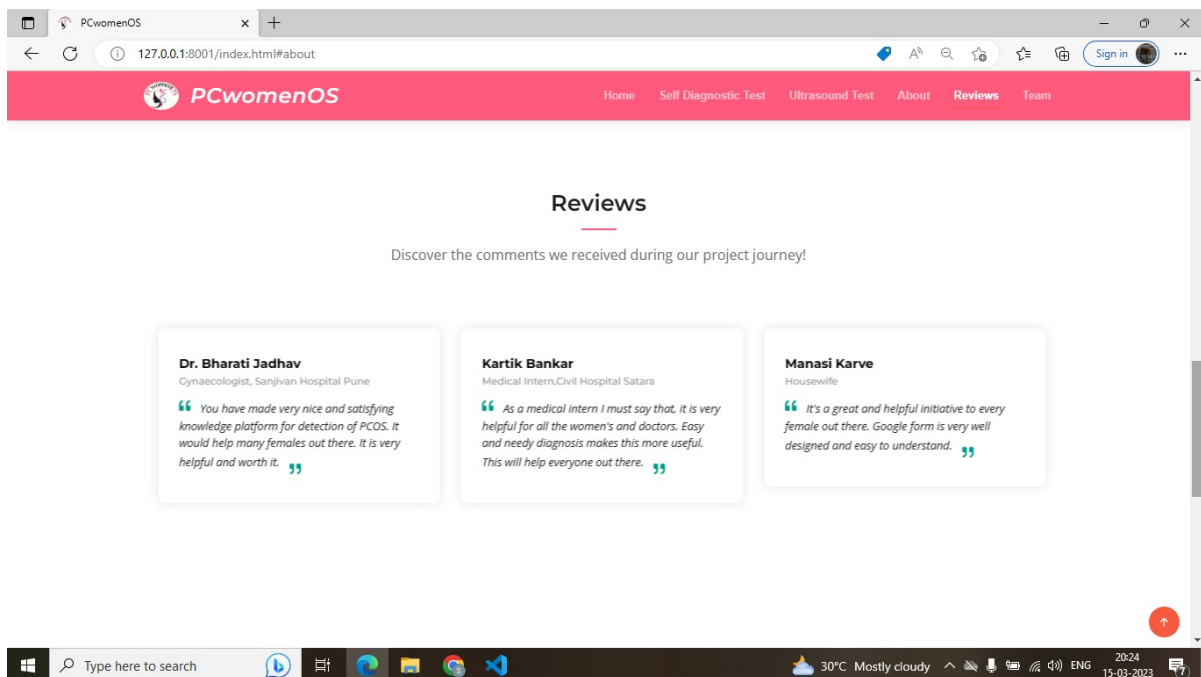 PCwomenOS
127.0.0.1:8001/index.html#about
Sign in
PCwomenOS
Home Self Diagnostic Test Ultrasound Test About Reviews Team
Reviews
Discover the comments we received during our project journey!
Dr. Bharati Jadhav
Gynaecologist, Sanjivan Hospital Pune
❝ You have made very nice and satisfying
knowledge platform for detection of PCOS. It
would help many females out there. It is very
helpful and worth it. ❞
Kartik Bankar
Medical Intern,Civil Hospital Satara
❝ As a medical intern I must say that, it is very
helpful for all the women's and doctors. Easy
and needy diagnosis makes this more useful.
This will help everyone out there. ❞
Manasi Karve
Housewife
❝ It's a great and helpful initiative to every
female out there. Google form is very well
designed and easy to understand. ❞
Type here to search
30°C Mostly cloudy
ENG
20:24
15-03-2023